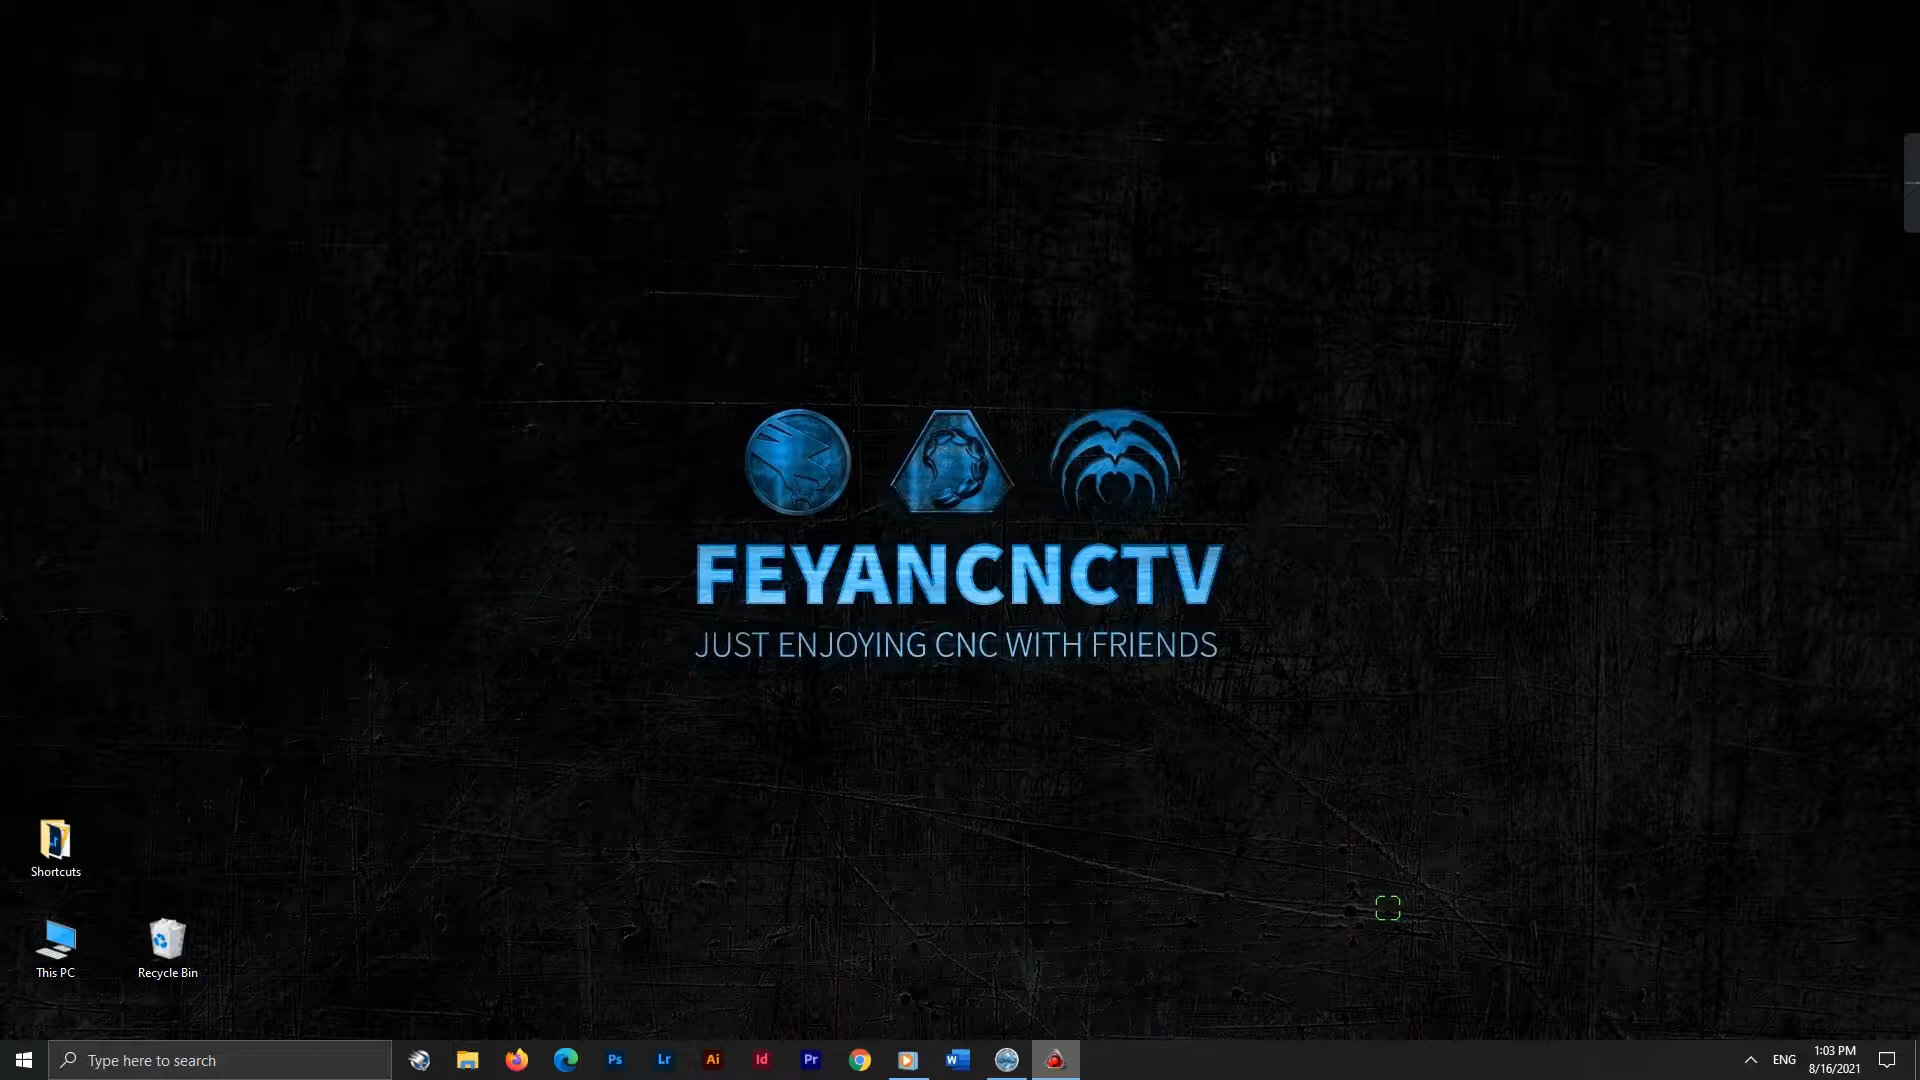 FEYANCNCTV
JUST ENJOYING CNC WITH FRIENDS
Shortcuts
This PC
Recycle Bin
Type here to search
Ps
Lr
Ai
Id
Pr
W
ENG
1:03 PM
8/16/2021